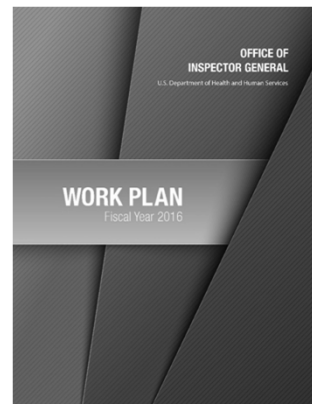 OFFICE OF
INSPECTOR GENERAL
U.S. Department of Health and Human Services
WORK PLAN
Fiscal Year 2016